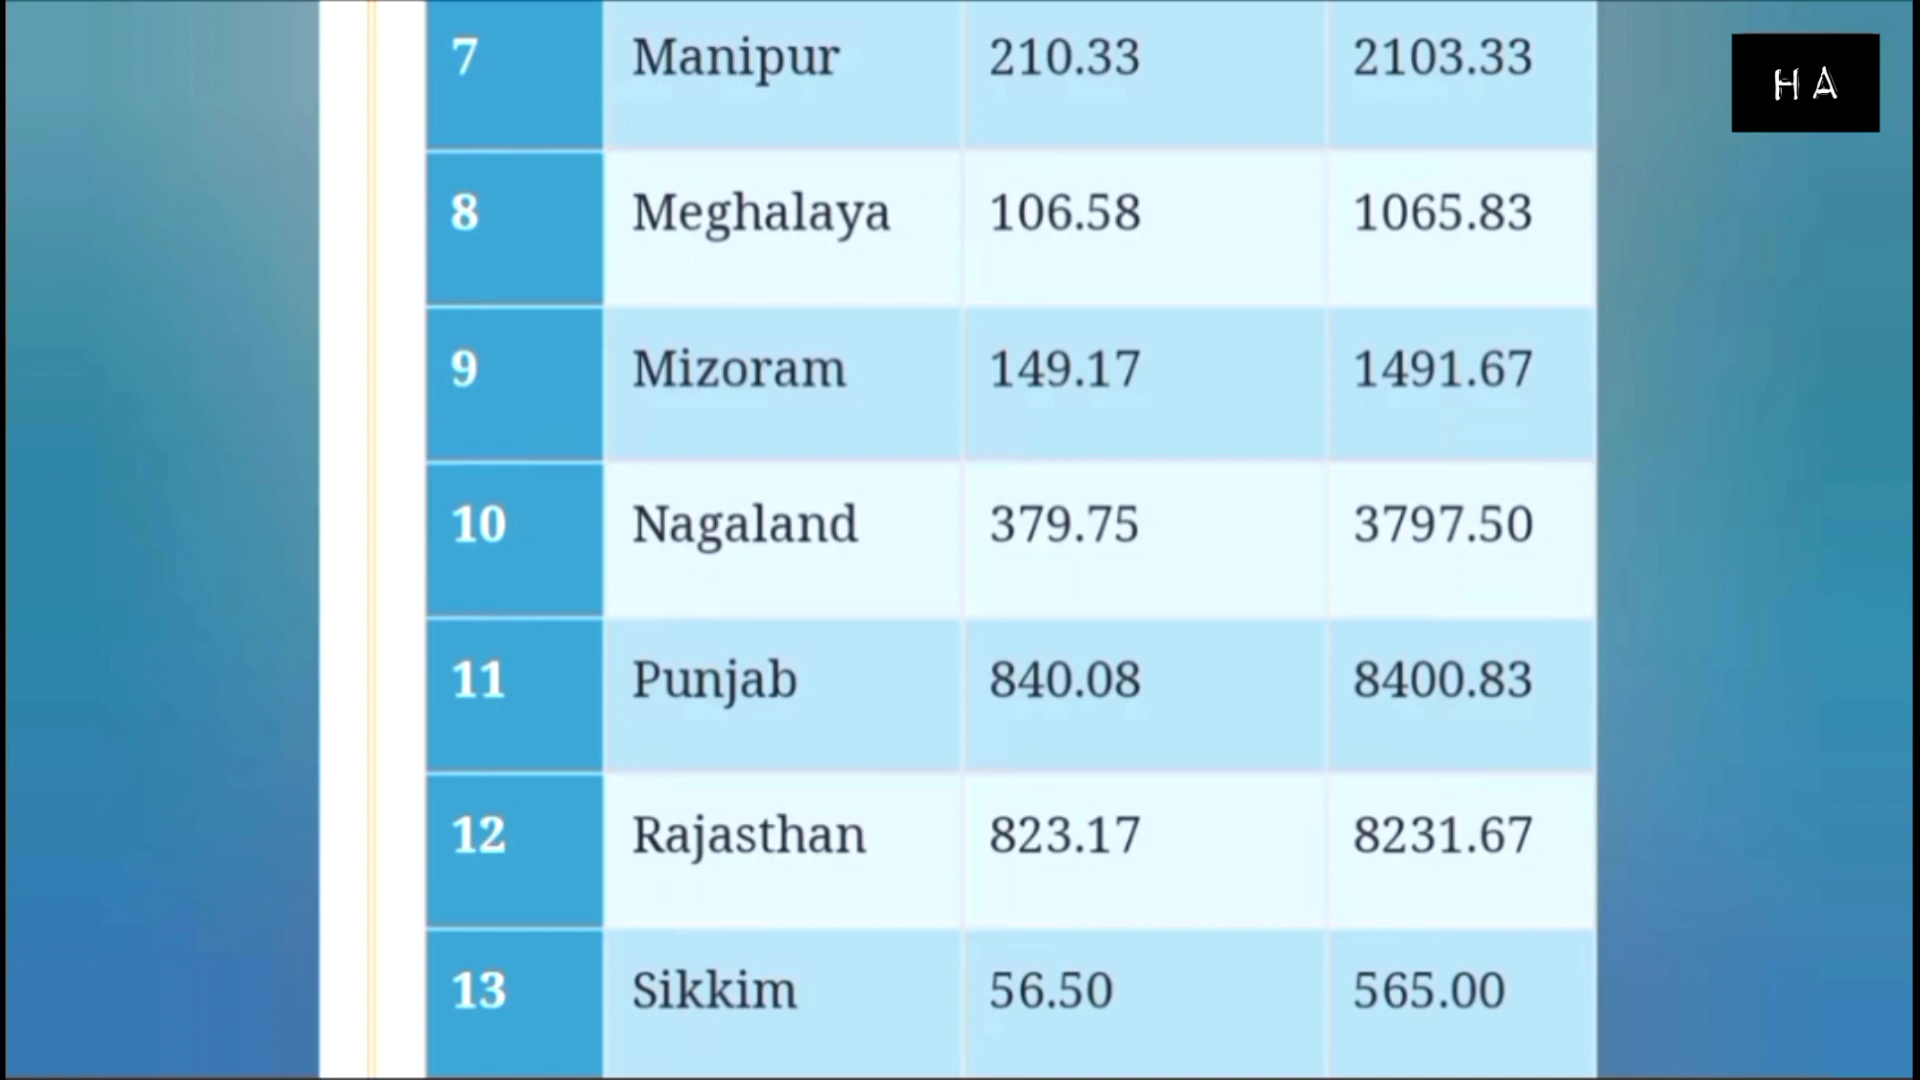 7 Manipur 210.33 2103.33
H A
8 Meghalaya 106.58 1065.83
9 Mizoram 149.17 1491.67
10 Nagaland 379.75 3797.50
11 Punjab 840.08 8400.83
12 Rajasthan 823.17 8231.67
13 Sikkim 56.50 565.00